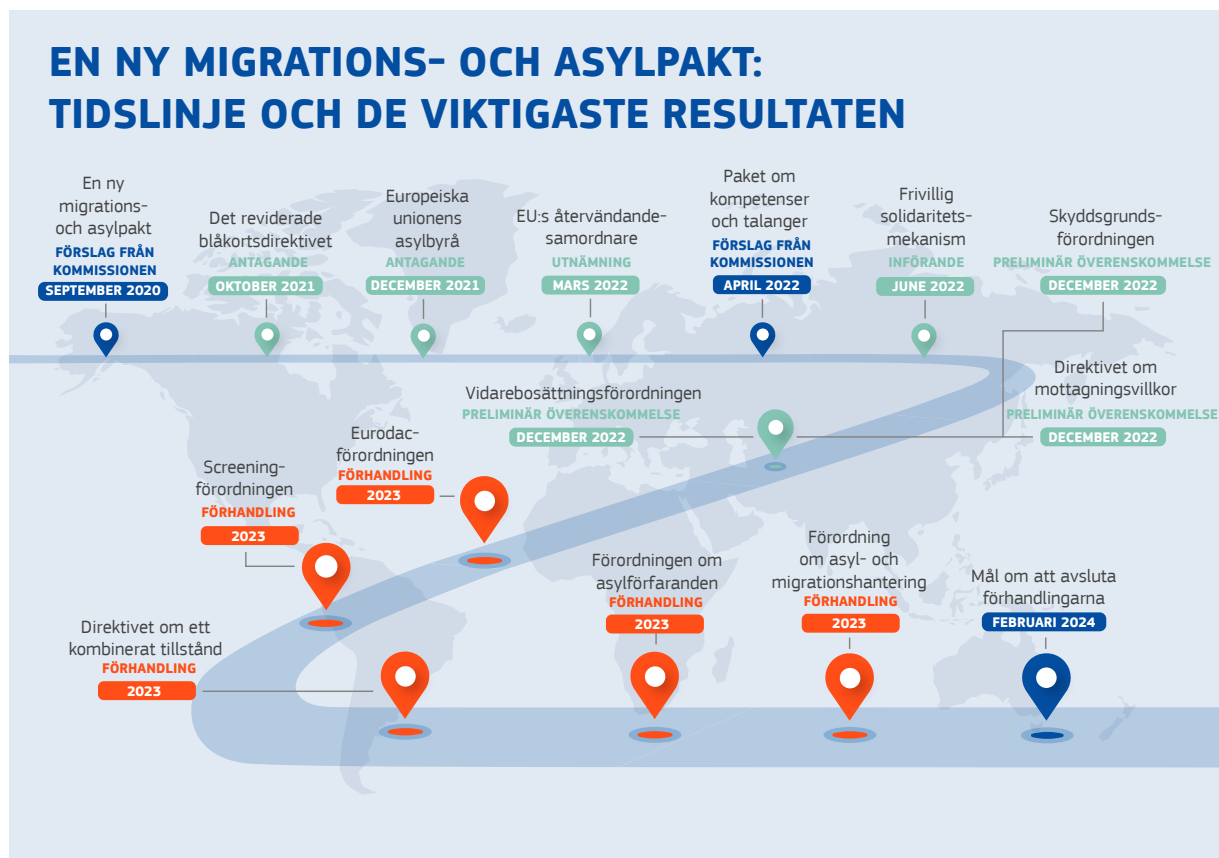 EN NY MIGRATIONS- OCH ASYLPAKT:
TIDSLINJE OCH DE VIKTIGASTE RESULTATEN
En ny
migrations-
och asylpakt
FÖRSLAG FRÅN
KOMMISSIONEN
SEPTEMBER 2020
Det reviderade
blåkortsdirektivet
ANTAGANDE
OKTOBER 2021
Europeiska
unionens
asylbyrå
ANTAGANDE
DECEMBER 2021
EU:s återvändande-
samordnare
UTNÄMNING
MARS 2022
Paket om
kompetenser
och talanger
FÖRSLAG FRÅN
KOMMISSIONEN
APRIL 2022
Frivillig
solidaritets-
mekanism
INFÖRANDE
JUNE 2022
Skyddsgrunds-
förordningen
PRELIMINÄR ÖVERENSKOMMELSE
DECEMBER 2022
Direktivet om
mottagningsvillkor
PRELIMINÄR ÖVERENSKOMMELSE
DECEMBER 2022
Vidarebosättningsförordningen
PRELIMINÄR ÖVERENSKOMMELSE
DECEMBER 2022
Eurodac-
förordningen
FÖRHANDLING
2023
Screening-
förordningen
FÖRHANDLING
2023
Direktivet om ett
kombinerat tillstånd
FÖRHANDLING
2023
Förordningen om
asylförfaranden
FÖRHANDLING
2023
Förordning
om asyl- och
migrationshantering
FÖRHANDLING
2023
Mål om att avsluta
förhandlingarna
FEBRUARI 2024